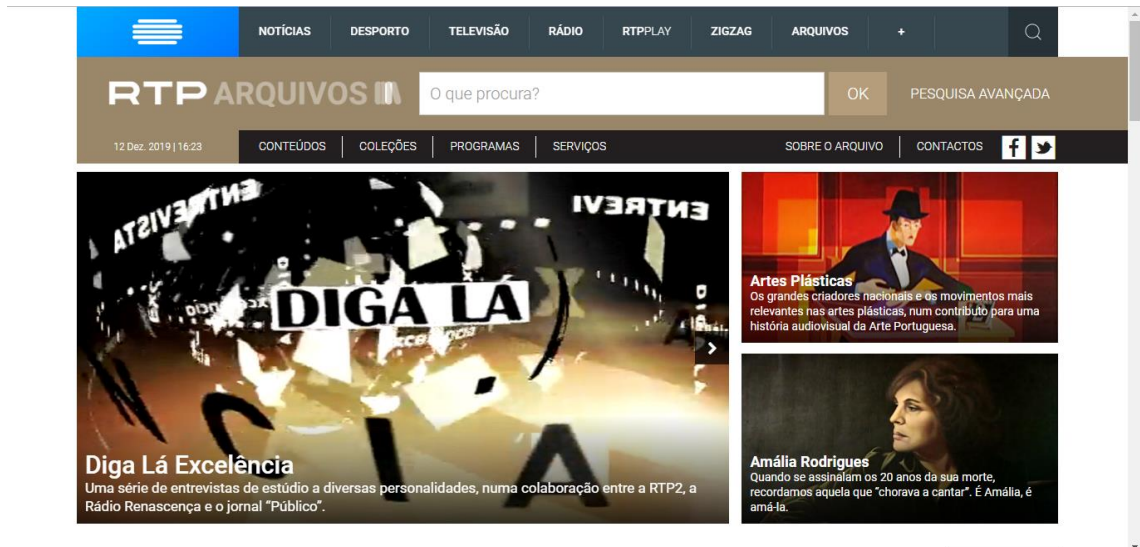 NOTÍCIAS DESPORTO TELEVISÃO RÁDIO RTPPLAY ZIGZAG ARQUIVOS +
RTP ARQUIVOS
O que procura?
OK
PESQUISA AVANÇADA
12 Dez. 2019 | 16:23
CONTEÚDOS COLEÇÕES PROGRAMAS SERVIÇOS SOBRE O ARQUIVO CONTACTOS
ENTREVISTA
ENTREVI
DIGA LÁ
Diga Lá Excelência
Uma série de entrevistas de estúdio a diversas personalidades, numa colaboração entre a RTP2, a
Rádio Renascença e o jornal “Público”.
Artes Plásticas
Os grandes criadores nacionais e os movimentos mais
relevantes nas artes plásticas, num contributo para uma
história audiovisual da Arte Portuguesa.
Amália Rodrigues
Quando se assinalam os 20 anos da sua morte,
recordamos aquela que “chorava a cantar”. É Amália, é
amá-la.